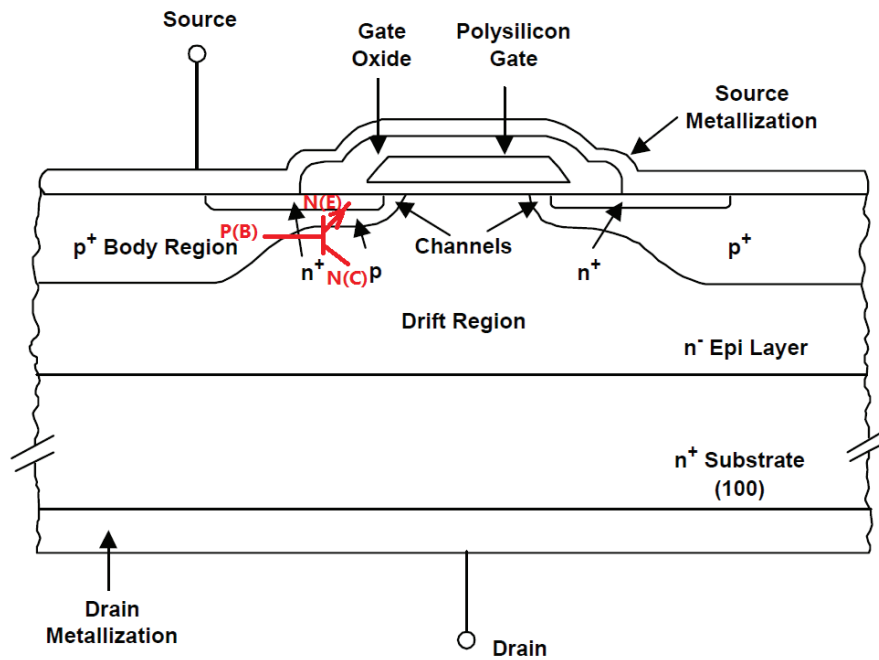 Source
Gate
Oxide
Polysilicon
Gate
Source
Metallization
N(E)
P(B)
p+ Body Region
Channels
p+
n+
N(C)
p
n+
Drift Region
n- Epi Layer
n+ Substrate
(100)
Drain
Metallization
Drain